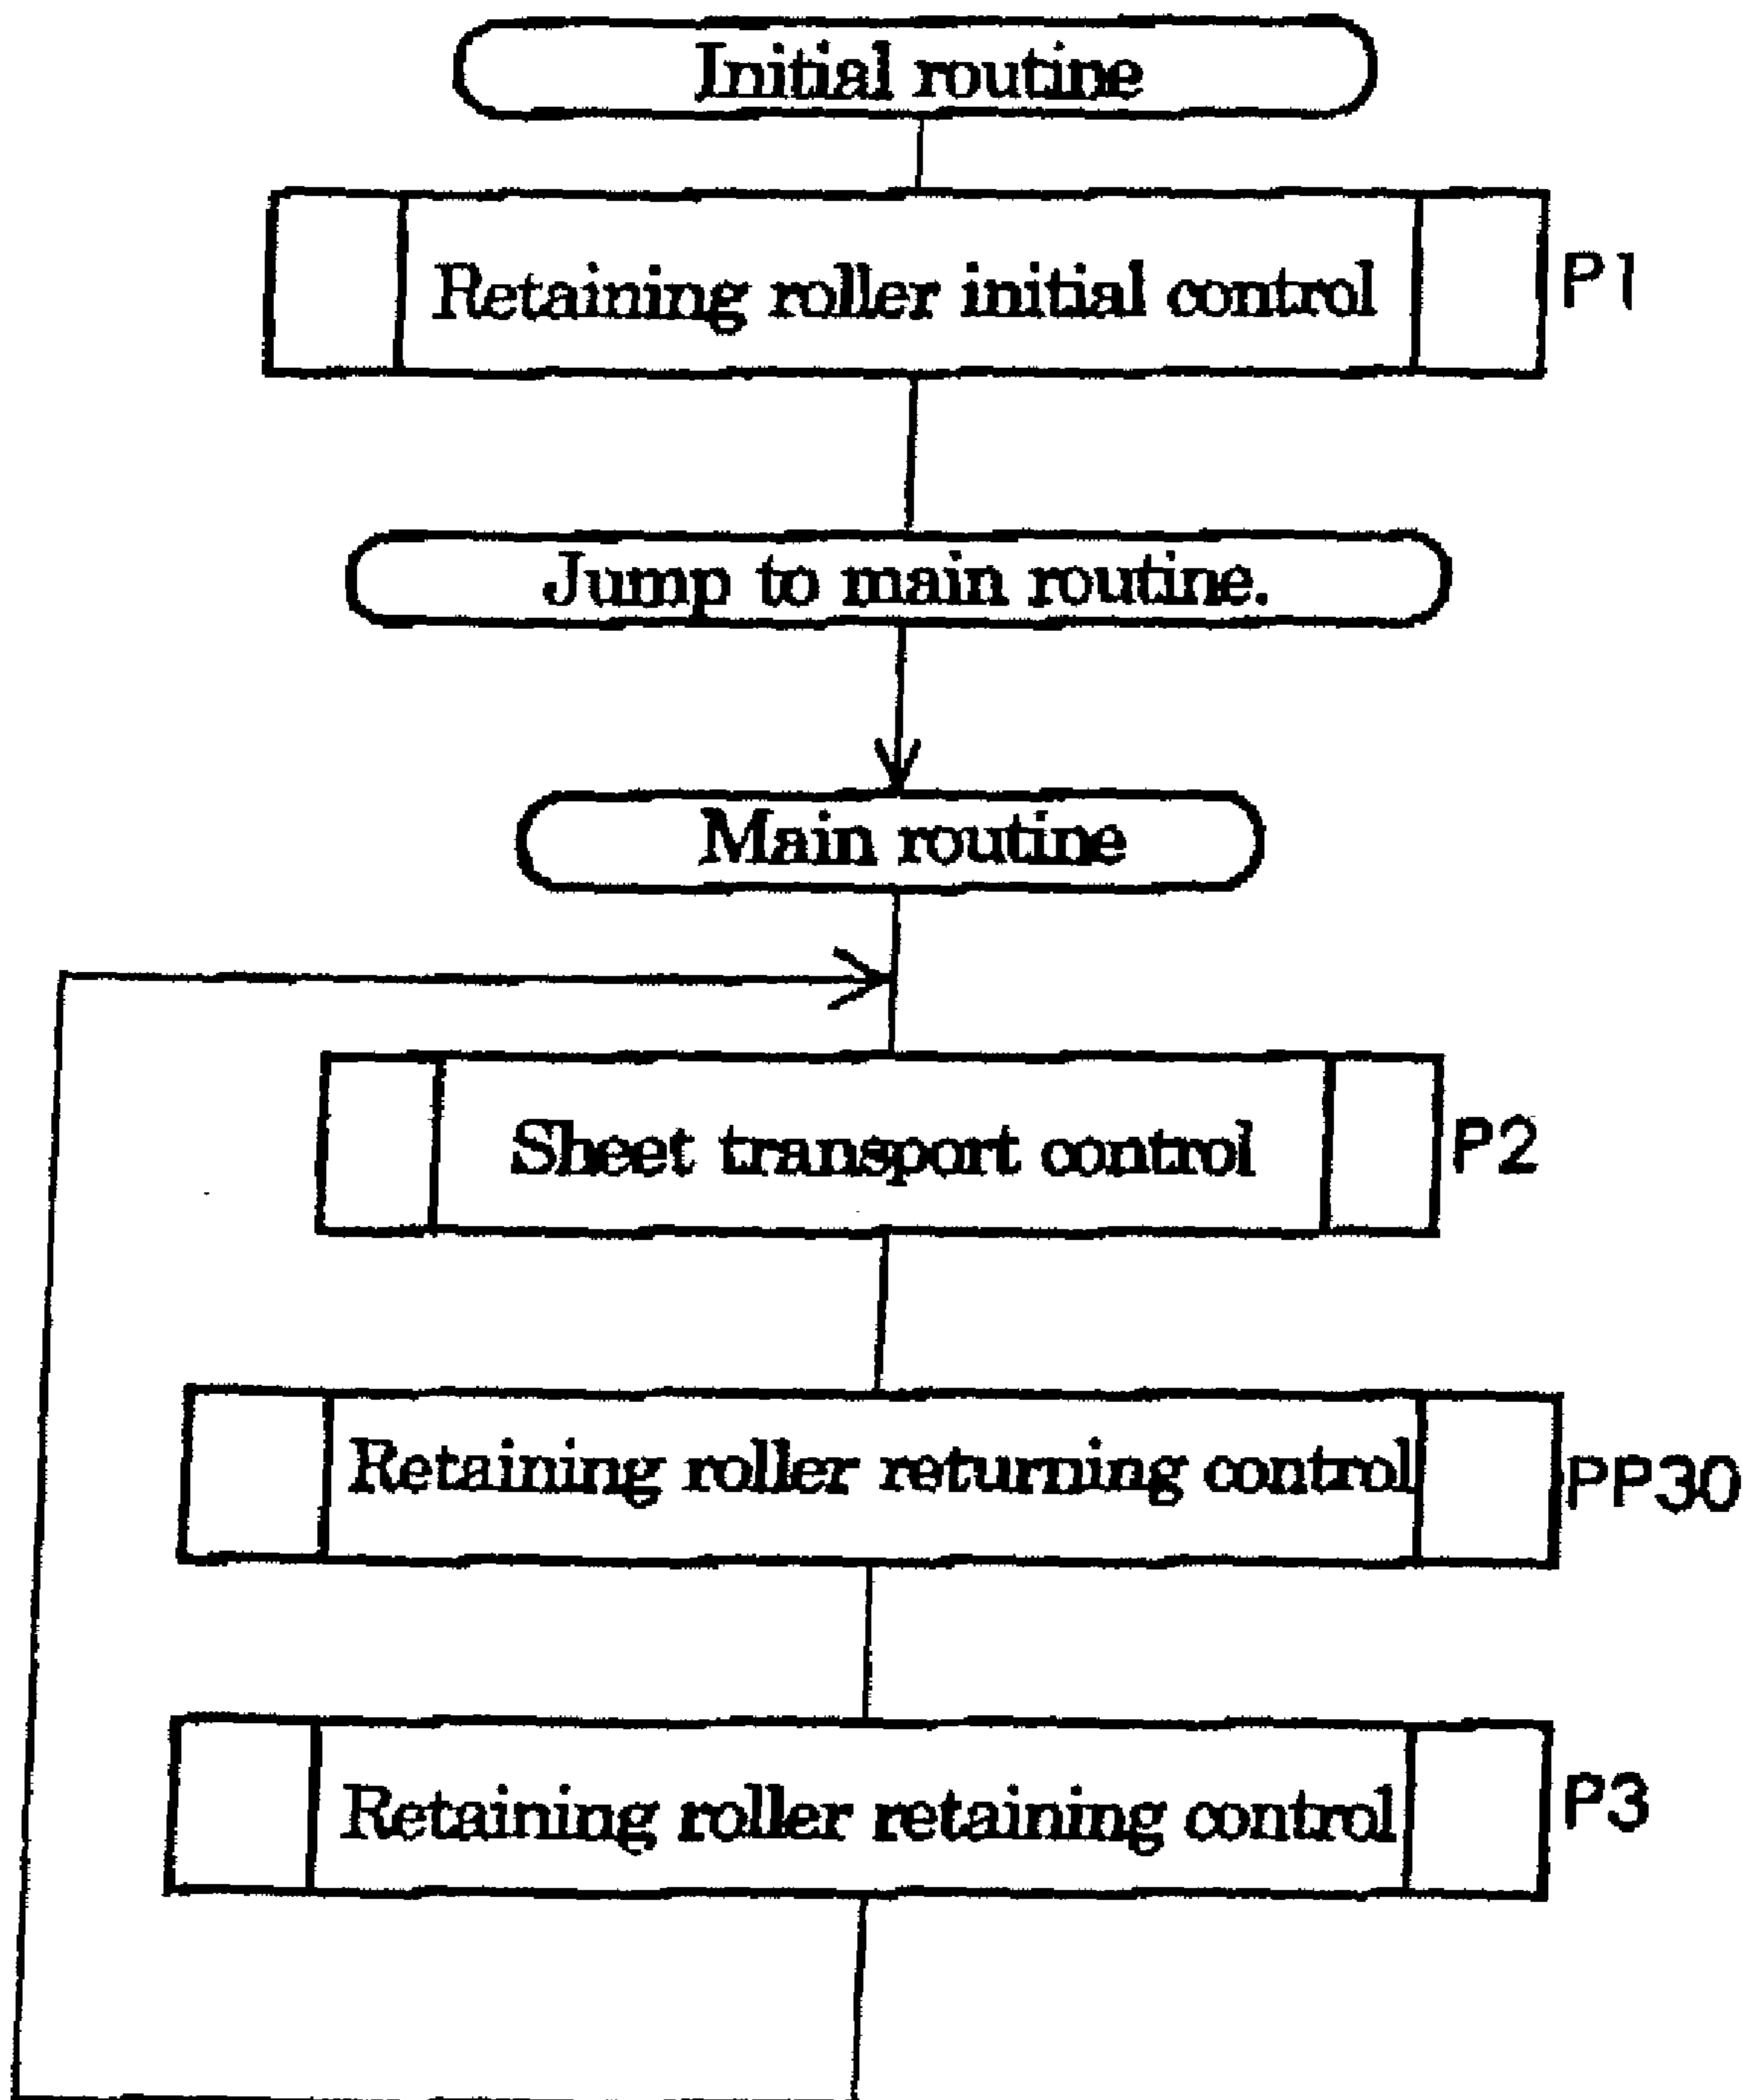 Initial routine
Retaining roller initial control
P1
Jump to main routine.
Main routine
Sheet transport control
P2
Retaining roller returning control
PP30
Retaining roller retaining control
P3